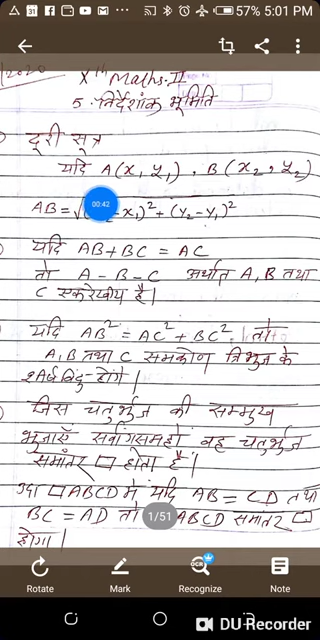 57% 5:01 PM
/2020
Xth Maths-II
5. निर्देशांक भूमिति
दूरी सूत्र
यदि A(x₁, y₁), B(x₂, y₂)
AB = √( 00:42 -x₁)² + (y₂-y₁)²
यदि AB+BC = AC
तो A-B-C अर्थात A, B तथा
C एकरेषीय है।
यदि AB² = AC² + BC² तो
A, B तथा C समकोण त्रिभुज के
शीर्षबिंदु होंगे।
जिस चतुर्भुज की सम्मुख
भुजाएँ सर्वांगसम हो वह चतुर्भुज
समांतर □ होता है।
उदा □ABCD में यदि AB = CD तथा
BC = AD तो ABCD समांतर □
1/51
होगा।
Rotate Mark OCR Recognize Note
DU-Recorder